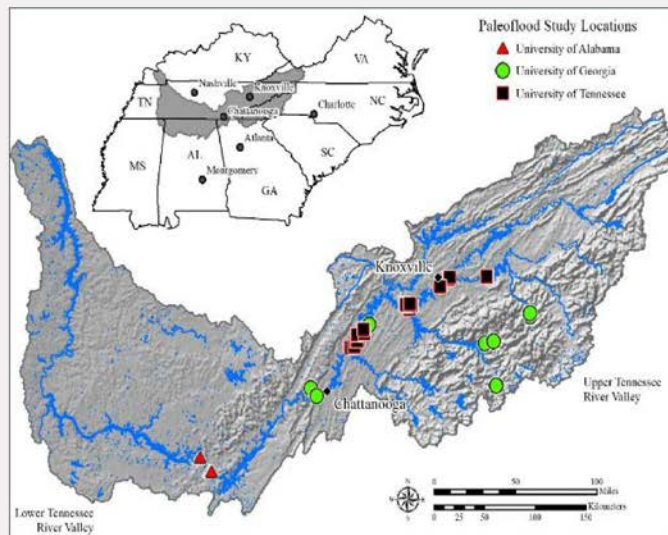 Paleoflood Study Locations
University of Alabama
University of Georgia
University of Tennessee
KY
VA
Nashville
Knoxville
TN
NC
Chattanooga
Charlotte
Atlanta
SC
MS
AL
Montgomery
GA
Knoxville
Chattanooga
Upper Tennessee
River Valley
Lower Tennessee
River Valley
0 50 100
Miles
Kilometers
0 25 50 100 150